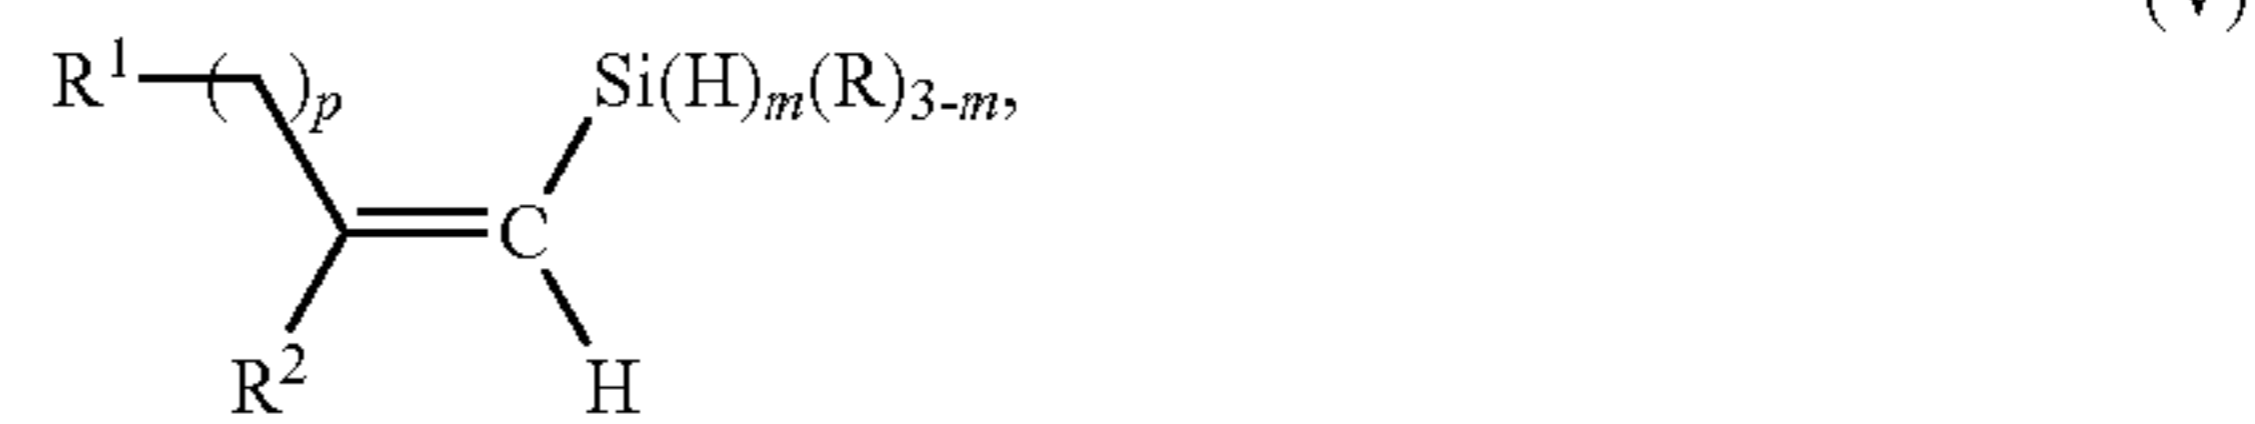 (V)
R¹ ( )ₚ Si(H)ₘ(R)₃₋ₘ,
C
R² H